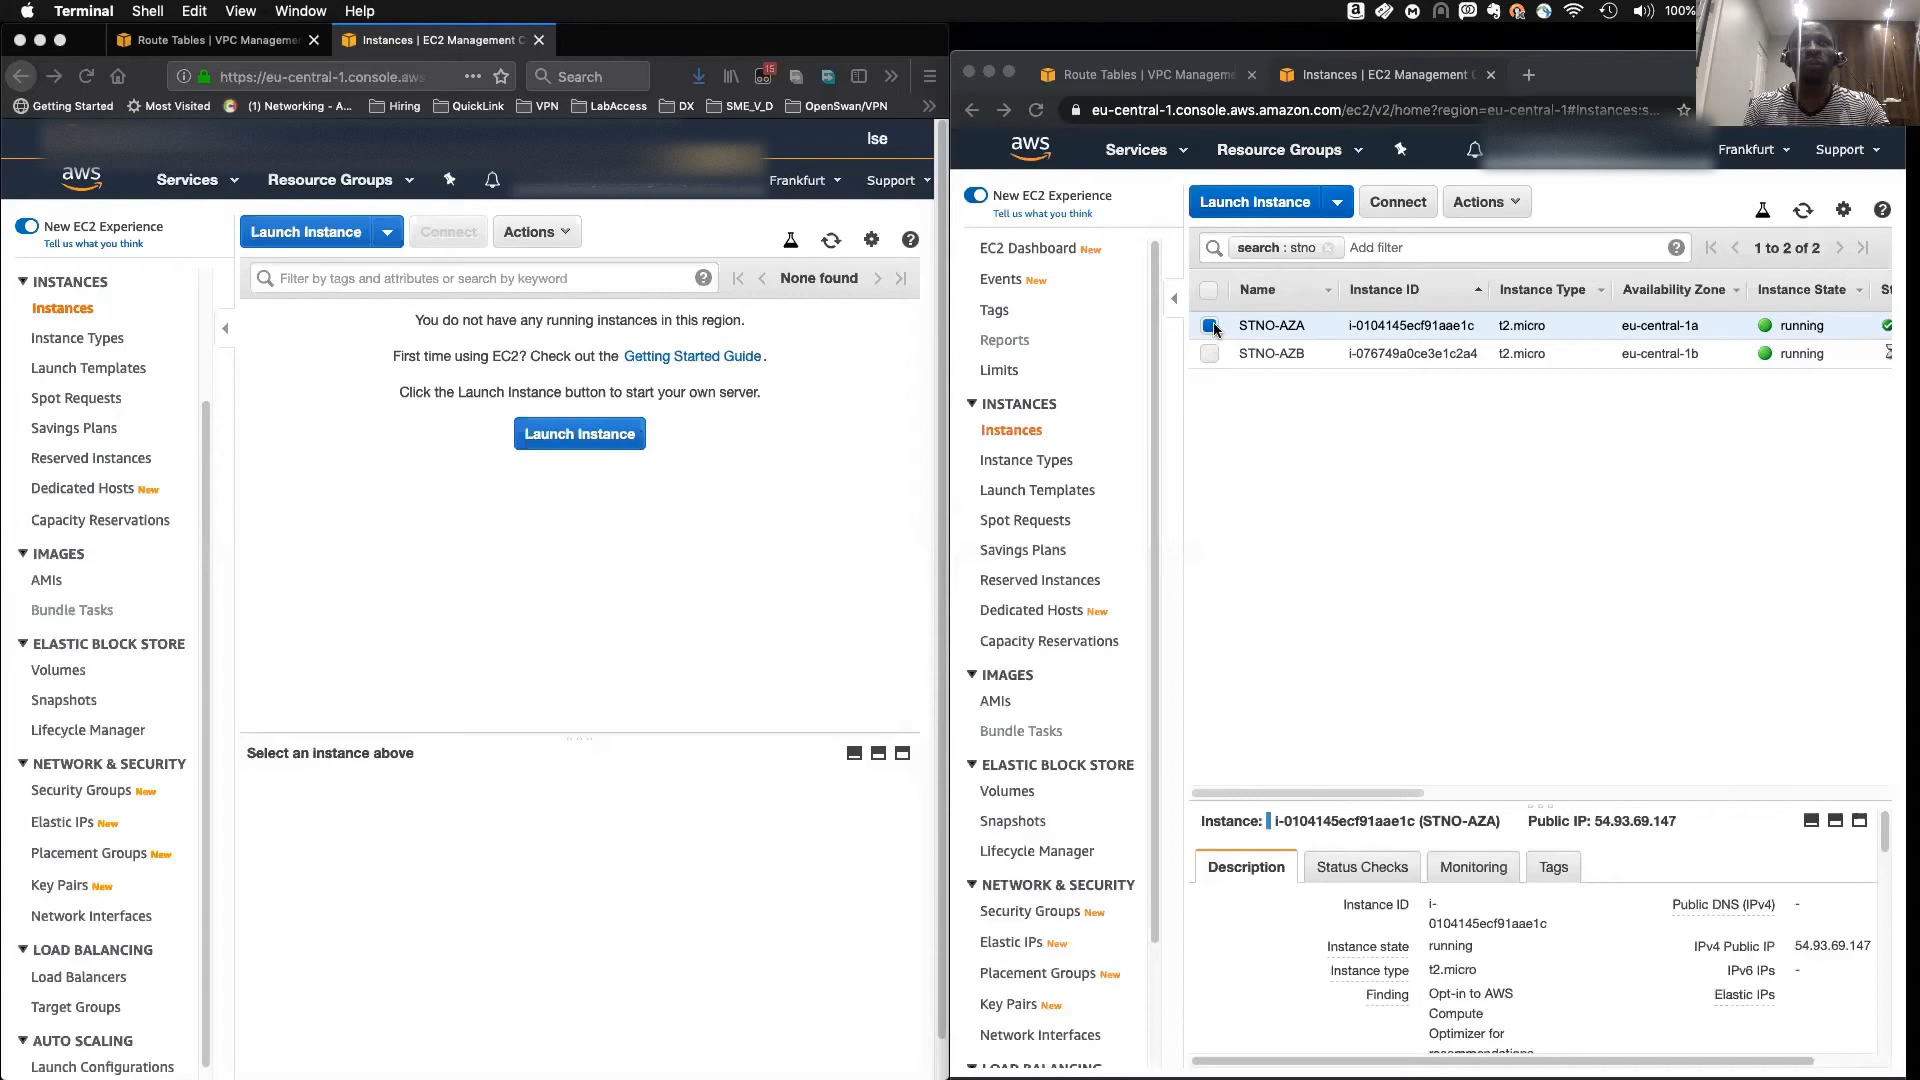 Terminal Shell Edit View Window Help 100%
Route Tables | VPC Manageme Instances | EC2 Management C
https://eu-central-1.console.aws Search 15
Getting Started Most Visited (1) Networking - A... Hiring QuickLink VPN LabAccess DX SME_V_D OpenSwan/VPN
lse
aws Services Resource Groups Frankfurt Support
New EC2 Experience
Tell us what you think
Launch Instance Connect Actions
Filter by tags and attributes or search by keyword None found
You do not have any running instances in this region.
First time using EC2? Check out the Getting Started Guide.
Click the Launch Instance button to start your own server.
Launch Instance
Select an instance above
INSTANCES
Instances
Instance Types
Launch Templates
Spot Requests
Savings Plans
Reserved Instances
Dedicated Hosts New
Capacity Reservations
IMAGES
AMIs
Bundle Tasks
ELASTIC BLOCK STORE
Volumes
Snapshots
Lifecycle Manager
NETWORK & SECURITY
Security Groups New
Elastic IPs New
Placement Groups New
Key Pairs New
Network Interfaces
LOAD BALANCING
Load Balancers
Target Groups
AUTO SCALING
Launch Configurations
Route Tables | VPC Manageme Instances | EC2 Management C
eu-central-1.console.aws.amazon.com/ec2/v2/home?region=eu-central-1#Instances:s...
aws Services Resource Groups Frankfurt Support
New EC2 Experience
Tell us what you think
EC2 Dashboard New
Events New
Tags
Reports
Limits
INSTANCES
Instances
Instance Types
Launch Templates
Spot Requests
Savings Plans
Reserved Instances
Dedicated Hosts New
Capacity Reservations
IMAGES
AMIs
Bundle Tasks
ELASTIC BLOCK STORE
Volumes
Snapshots
Lifecycle Manager
NETWORK & SECURITY
Security Groups New
Elastic IPs New
Placement Groups New
Key Pairs New
Network Interfaces
LOAD BALANCING
Launch Instance Connect Actions
search : stno Add filter 1 to 2 of 2
Name Instance ID Instance Type Availability Zone Instance State St
STNO-AZA i-0104145ecf91aae1c t2.micro eu-central-1a running
STNO-AZB i-076749a0ce3e1c2a4 t2.micro eu-central-1b running
Instance: i-0104145ecf91aae1c (STNO-AZA) Public IP: 54.93.69.147
Description Status Checks Monitoring Tags
Instance ID i-
0104145ecf91aae1c
Public DNS (IPv4) -
Instance state running
IPv4 Public IP 54.93.69.147
Instance type t2.micro
IPv6 IPs -
Finding Opt-in to AWS
Compute
Optimizer for
recommendations
Elastic IPs